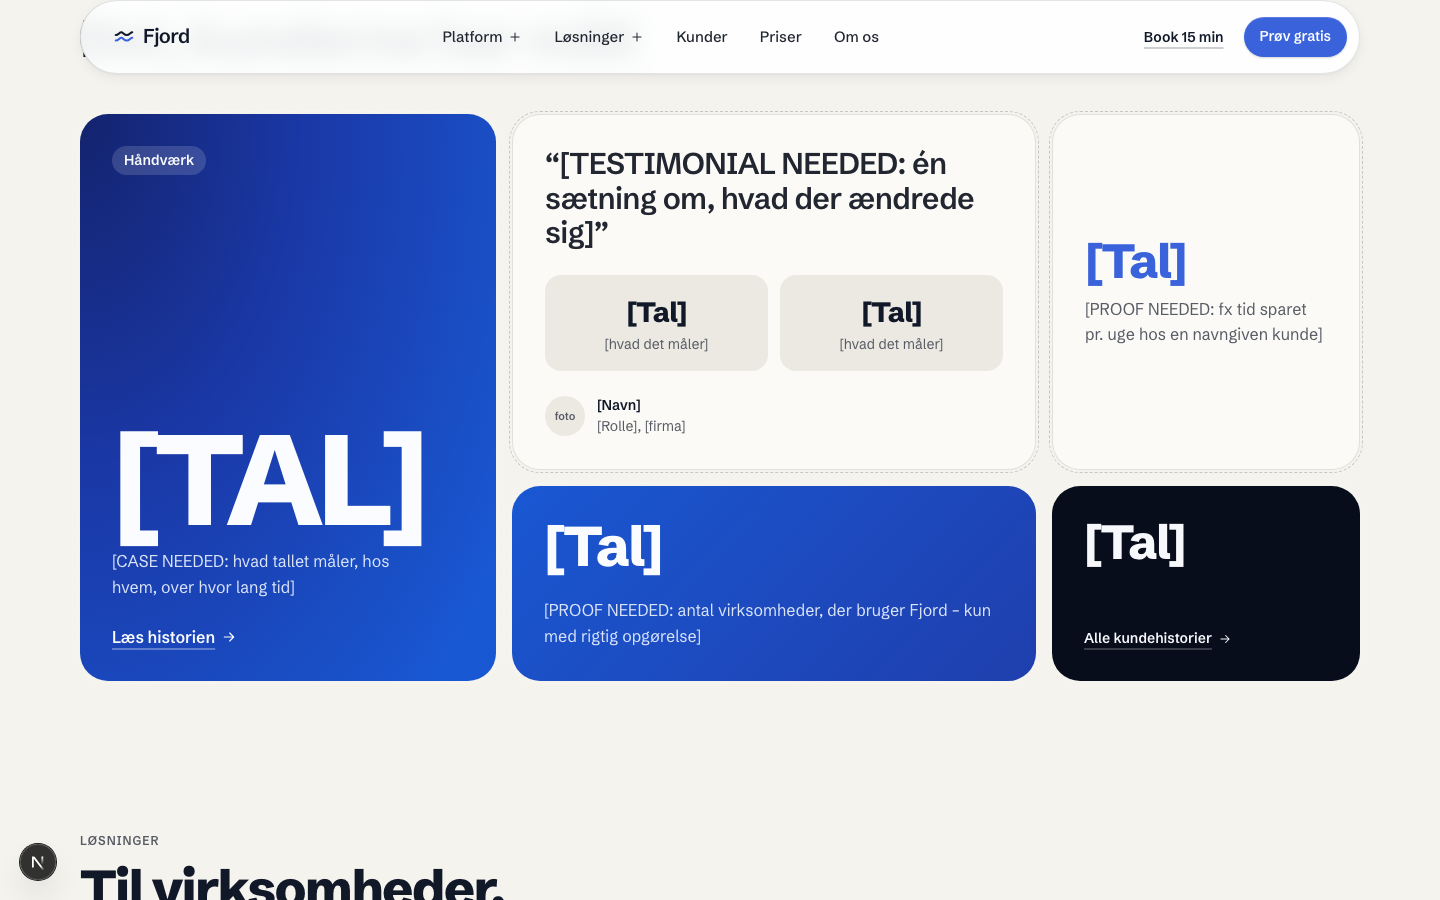 Fjord
Platform
Løsninger
Kunder
Priser
Om os
Book 15 min
Prøv gratis
Håndværk
[TAL]
[CASE NEEDED: hvad tallet måler, hos
hvem, over hvor lang tid]
Læs historien
“[TESTIMONIAL NEEDED: én
sætning om, hvad der ændrede
sig]”
[Tal]
[hvad det måler]
[Tal]
[hvad det måler]
foto
[Navn]
[Rolle], [firma]
[Tal]
[PROOF NEEDED: fx tid sparet
pr. uge hos en navngiven kunde]
[Tal]
[PROOF NEEDED: antal virksomheder, der bruger Fjord – kun
med rigtig opgørelse]
[Tal]
Alle kundehistorier
LØSNINGER
Til virksomheder,
N